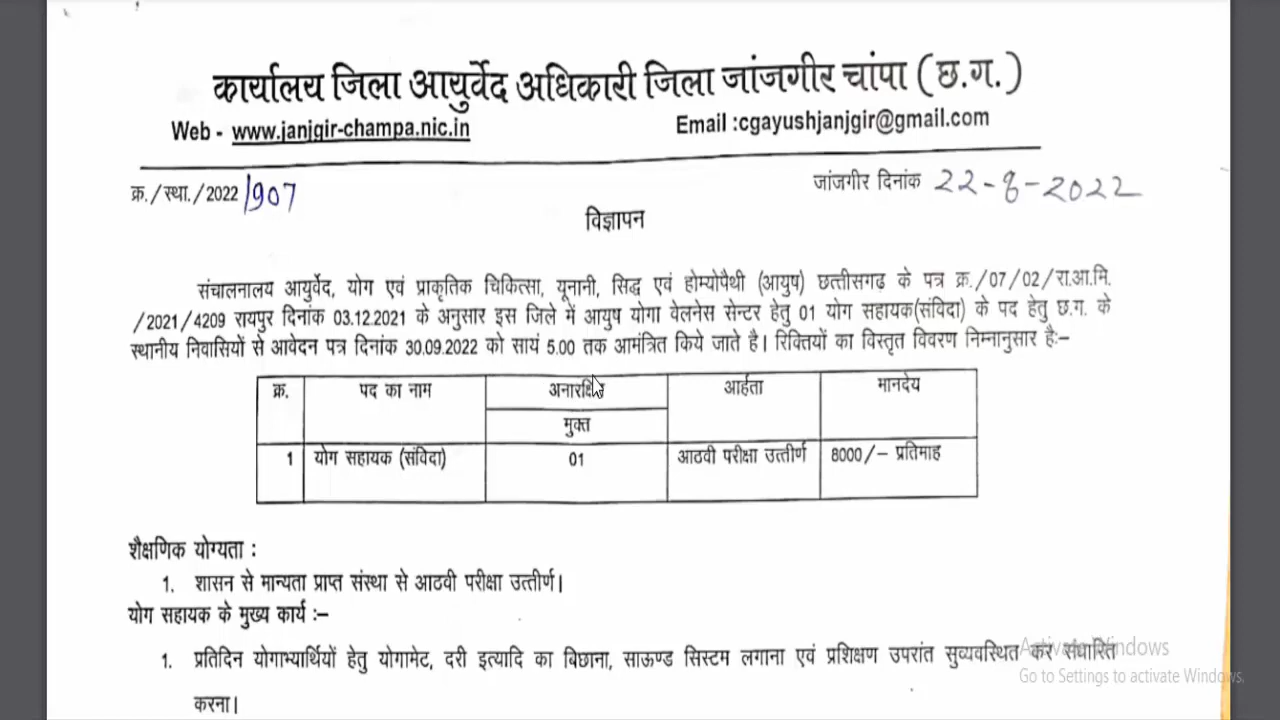 कार्यालय जिला आयुर्वेद अधिकारी जिला जांजगीर चांपा (छ.ग.)
Web - www.janjgir-champa.nic.in Email :cgayushjanjgir@gmail.com
क्र./स्था./2022/907 जांजगीर दिनांक 22-8-2022
विज्ञापन
संचालनालय आयुर्वेद, योग एवं प्राकृतिक चिकित्सा, यूनानी, सिद्ध एवं होम्योपैथी (आयुष) छत्तीसगढ के पत्र क्र./07/02/रा.आ.मि.
/2021/4209 रायपुर दिनांक 03.12.2021 के अनुसार इस जिले में आयुष योगा वेलनेस सेन्टर हेतु 01 योग सहायक(संविदा) के पद हेतु छ.ग. के
स्थानीय निवासियों से आवेदन पत्र दिनांक 30.09.2022 को सायं 5.00 तक आमंत्रित किये जाते है। रिक्तियों का विस्तृत विवरण निम्नानुसार है:–
क्र. पद का नाम अनारक्षित आर्हता मानदेय
मुक्त
1 योग सहायक (संविदा) 01 आठवी परीक्षा उत्तीर्ण 8000/– प्रतिमाह
शैक्षणिक योग्यता :
1. शासन से मान्यता प्राप्त संस्था से आठवी परीक्षा उत्तीर्ण।
योग सहायक के मुख्य कार्य :–
1. प्रतिदिन योगाभ्यार्थियों हेतु योगामेट, दरी इत्यादि का बिछाना, साऊण्ड सिस्टम लगाना एवं प्रशिक्षण उपरांत सुव्यवस्थित कर संधारित
करना।
Activate Windows
Go to Settings to activate Windows.